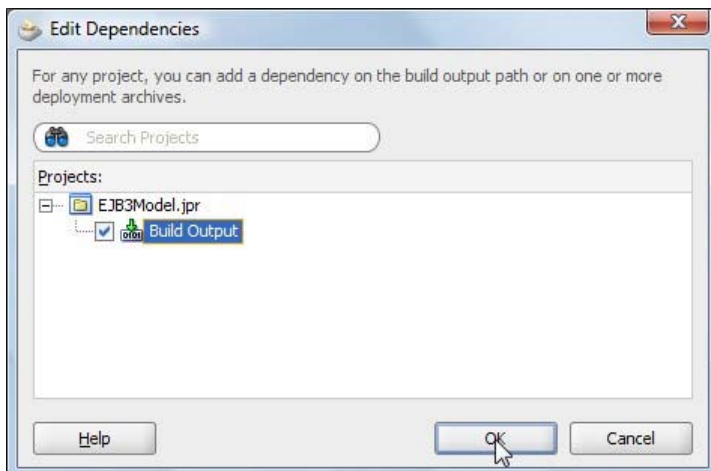 Edit Dependencies
For any project, you can add a dependency on the build output path or on one or more
deployment archives.
Search Projects
Projects:
EJB3Model.jpr
Build Output
Help
OK
Cancel